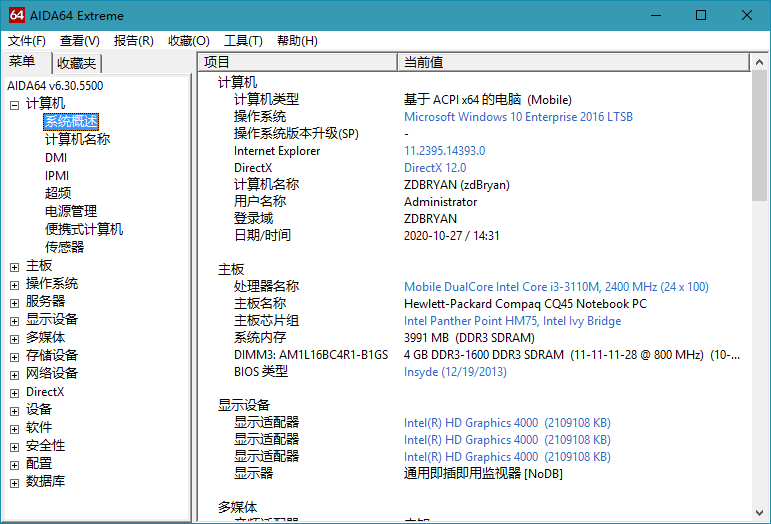 64 AIDA64 Extreme
文件(F) 查看(V) 报告(R) 收藏(O) 工具(T) 帮助(H)
菜单 收藏夹
AIDA64 v6.30.5500
计算机
系统概述
计算机名称
DMI
IPMI
超频
电源管理
便携式计算机
传感器
主板
操作系统
服务器
显示设备
多媒体
存储设备
网络设备
DirectX
设备
软件
安全性
配置
数据库
项目 当前值
计算机
计算机类型 基于 ACPI x64 的电脑 (Mobile)
操作系统 Microsoft Windows 10 Enterprise 2016 LTSB
操作系统版本升级(SP) -
Internet Explorer 11.2395.14393.0
DirectX DirectX 12.0
计算机名称 ZDBRYAN (zdBryan)
用户名称 Administrator
登录域 ZDBRYAN
日期/时间 2020-10-27 / 14:31
主板
处理器名称 Mobile DualCore Intel Core i3-3110M, 2400 MHz (24 x 100)
主板名称 Hewlett-Packard Compaq CQ45 Notebook PC
主板芯片组 Intel Panther Point HM75, Intel Ivy Bridge
系统内存 3991 MB (DDR3 SDRAM)
DIMM3: AM1L16BC4R1-B1GS 4 GB DDR3-1600 DDR3 SDRAM (11-11-11-28 @ 800 MHz) (10-...
BIOS 类型 Insyde (12/19/2013)
显示设备
显示适配器 Intel(R) HD Graphics 4000 (2109108 KB)
显示适配器 Intel(R) HD Graphics 4000 (2109108 KB)
显示适配器 Intel(R) HD Graphics 4000 (2109108 KB)
显示器 通用即插即用监视器 [NoDB]
多媒体